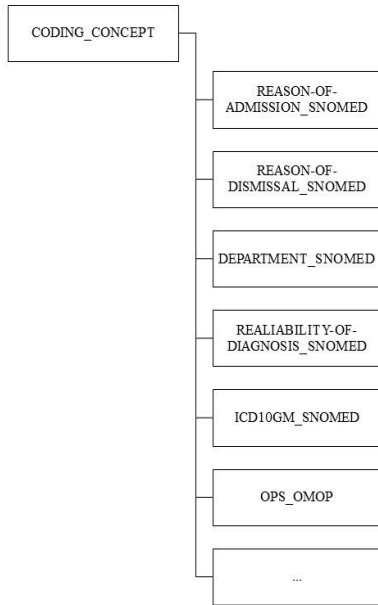 CODING_CONCEPT
REASON-OF-
ADMISSION_SNOMED
REASON-OF-
DISMISSAL_SNOMED
DEPARTMENT_SNOMED
REALIABILITY-OF-
DIAGNOSIS_SNOMED
ICD10GM_SNOMED
OPS_OMOP
...